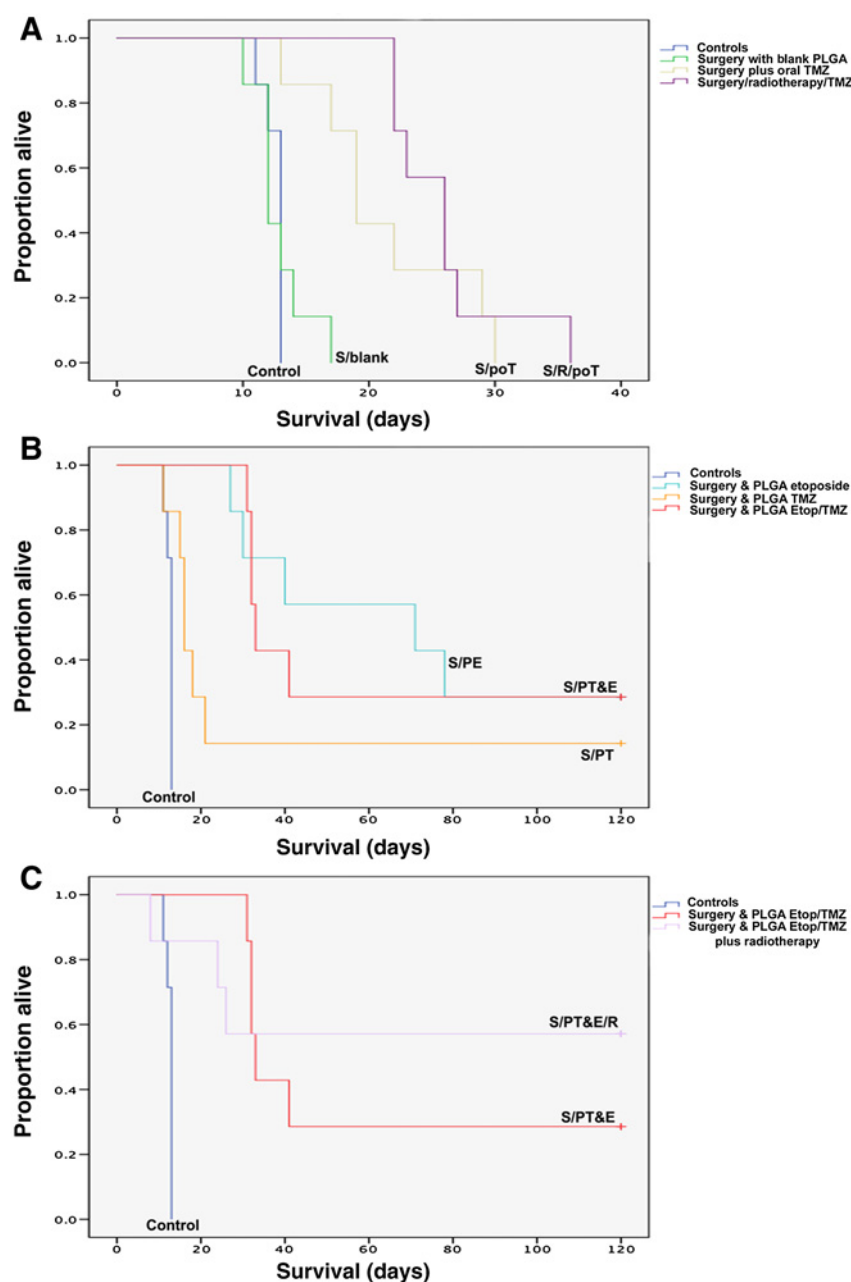 A
Proportion alive
1.0
0.8
0.6
0.4
0.2
0.0
Control
S/blank
S/poT
S/R/poT
0 10 20 30 40
Survival (days)
Controls
Surgery with blank PLGA
Surgery plus oral TMZ
Surgery/radiotherapy/TMZ
B
Proportion alive
1.0
0.8
0.6
0.4
0.2
0.0
S/PE
S/PT&E
S/PT
Control
0 20 40 60 80 100 120
Survival (days)
Controls
Surgery & PLGA etoposide
Surgery & PLGA TMZ
Surgery & PLGA Etop/TMZ
C
Proportion alive
1.0
0.8
0.6
0.4
0.2
0.0
S/PT&E/R
S/PT&E
Control
0 20 40 60 80 100 120
Survival (days)
Controls
Surgery & PLGA Etop/TMZ
Surgery & PLGA Etop/TMZ
plus radiotherapy